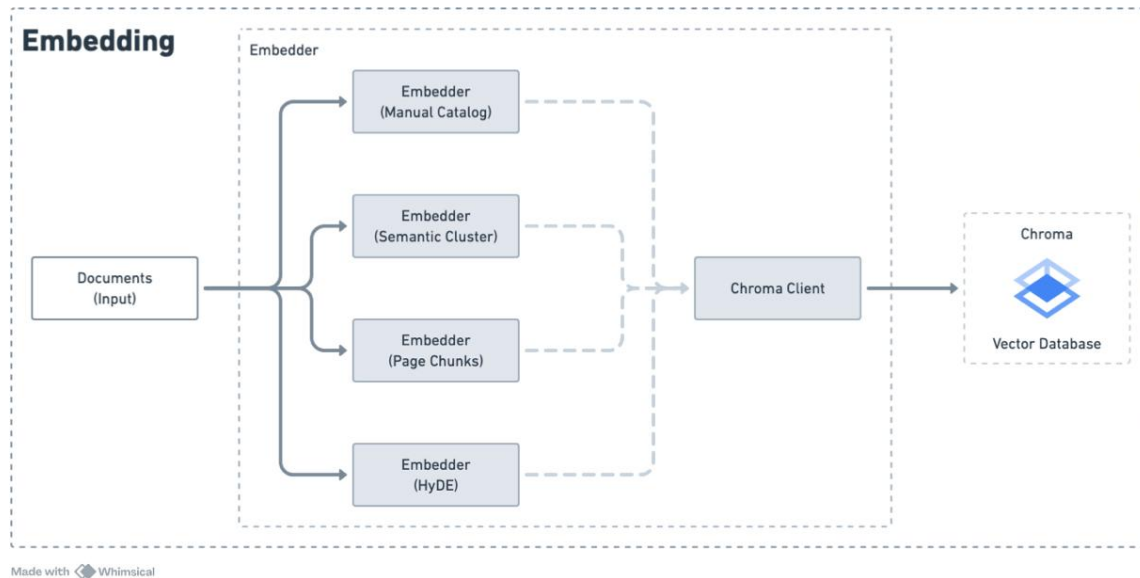 Embedding
Embedder
Embedder
(Manual Catalog)
Embedder
(Semantic Cluster)
Documents
(Input)
Embedder
(Page Chunks)
Embedder
(HyDE)
Chroma Client
Chroma
Vector Database
Made with Whimsical